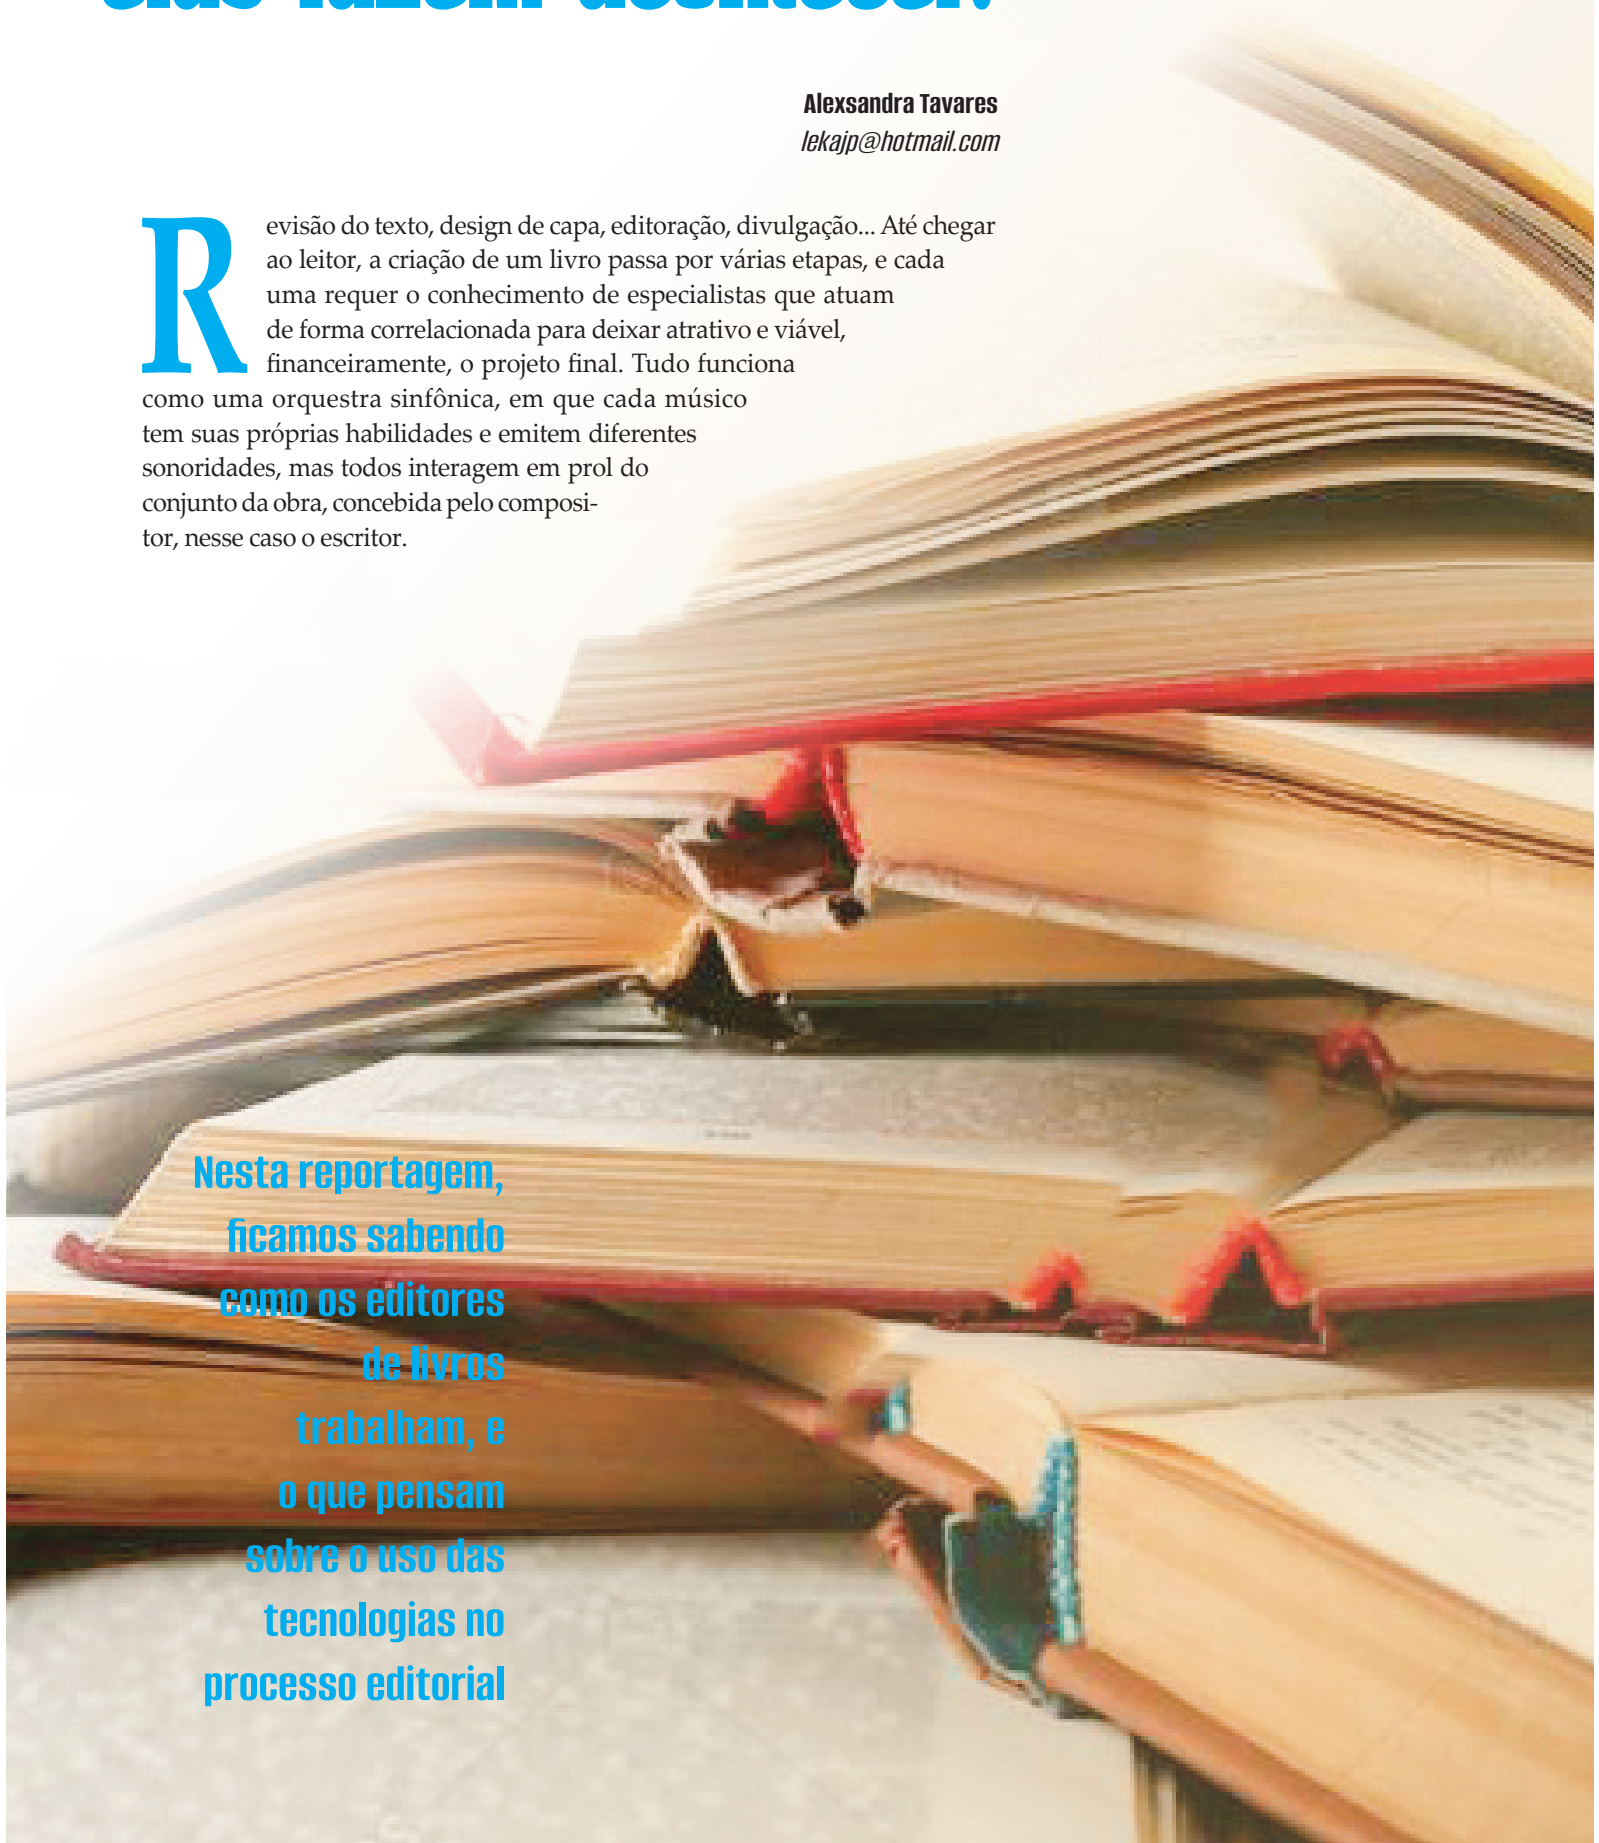 Alexsandra Tavares
lekajp@hotmail.com
Revisão do texto, design de capa, editoração, divulgação... Até chegar
ao leitor, a criação de um livro passa por várias etapas, e cada
uma requer o conhecimento de especialistas que atuam
de forma correlacionada para deixar atrativo e viável,
financeiramente, o projeto final. Tudo funciona
como uma orquestra sinfônica, em que cada músico
tem suas próprias habilidades e emitem diferentes
sonoridades, mas todos interagem em prol do
conjunto da obra, concebida pelo composi-
tor, nesse caso o escritor.
Nesta reportagem,
ficamos sabendo
como os editores
de livros
trabalham, e
o que pensam
sobre o uso das
tecnologias no
processo editorial